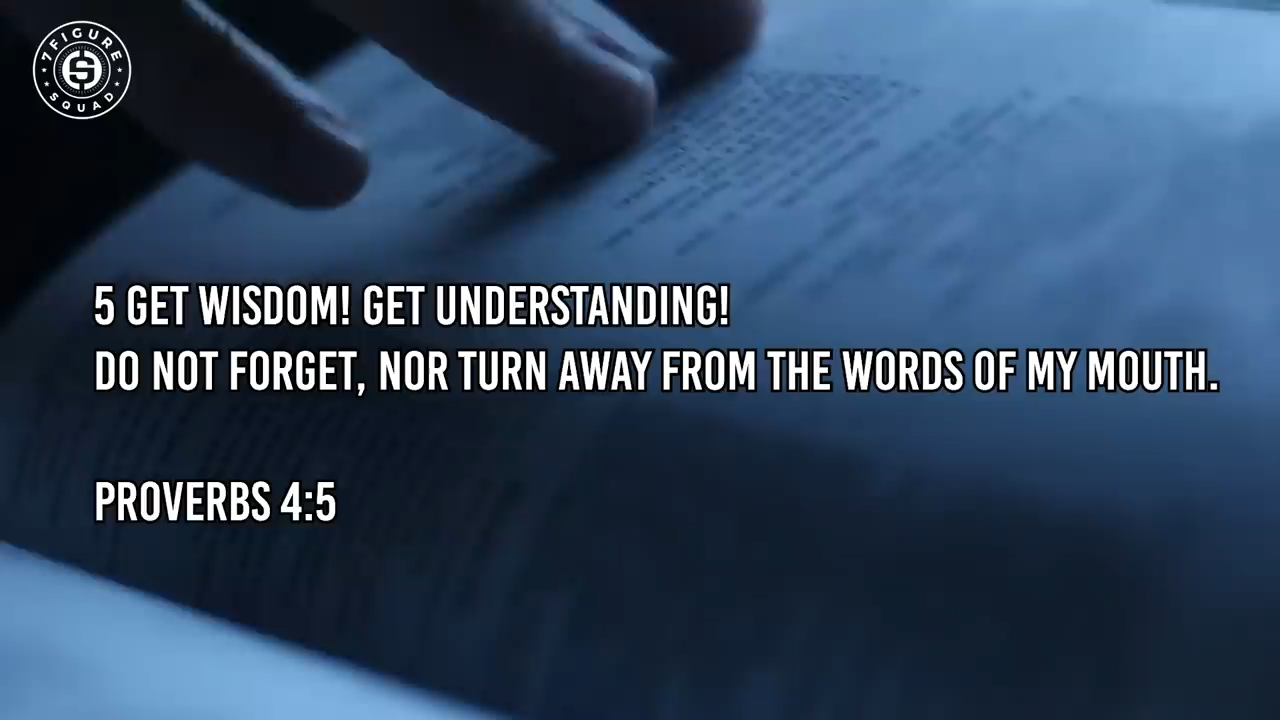 7FIGURE
SQUAD
5 GET WISDOM! GET UNDERSTANDING!
DO NOT FORGET, NOR TURN AWAY FROM THE WORDS OF MY MOUTH.
PROVERBS 4:5